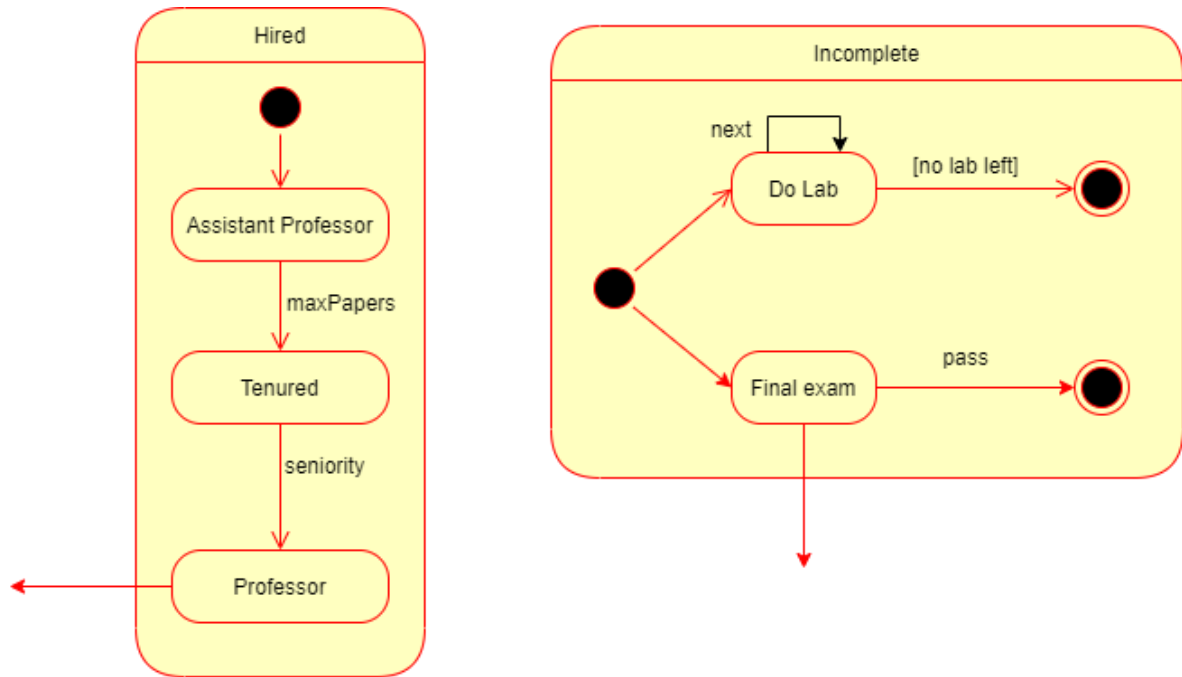 Hired
Assistant Professor
maxPapers
Tenured
seniority
Professor
Incomplete
next
Do Lab
[no lab left]
Final exam
pass